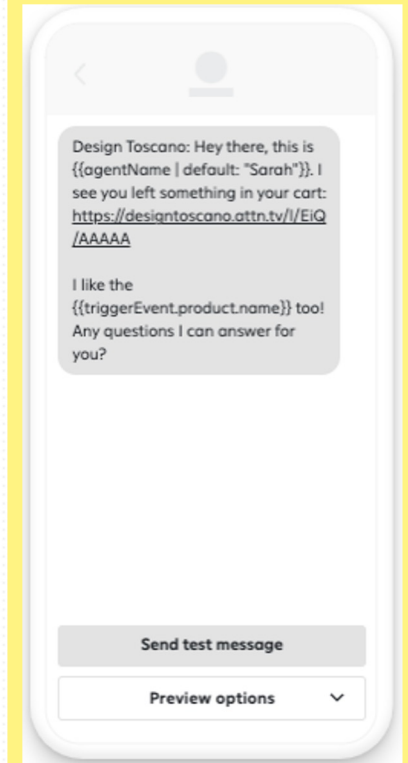 Design Toscano: Hey there, this is
{{agentName | default: "Sarah"}}. I
see you left something in your cart:
https://designtoscano.attn.tv/l/EiQ
/AAAAA
I like the
{{triggerEvent.product.name}} too!
Any questions I can answer for
you?
Send test message
Preview options